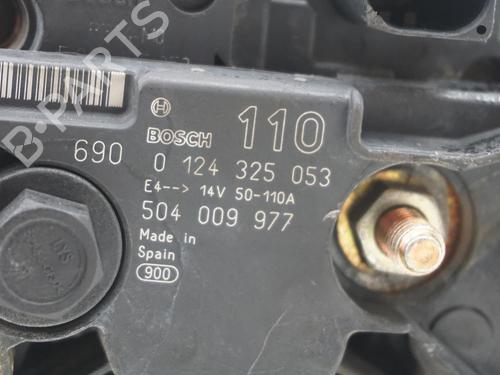 BOSCH 110
690 0 124 325 053
E4--> 14V 50-110A
504 009 977
Made in
Spain
900
B-PARTS